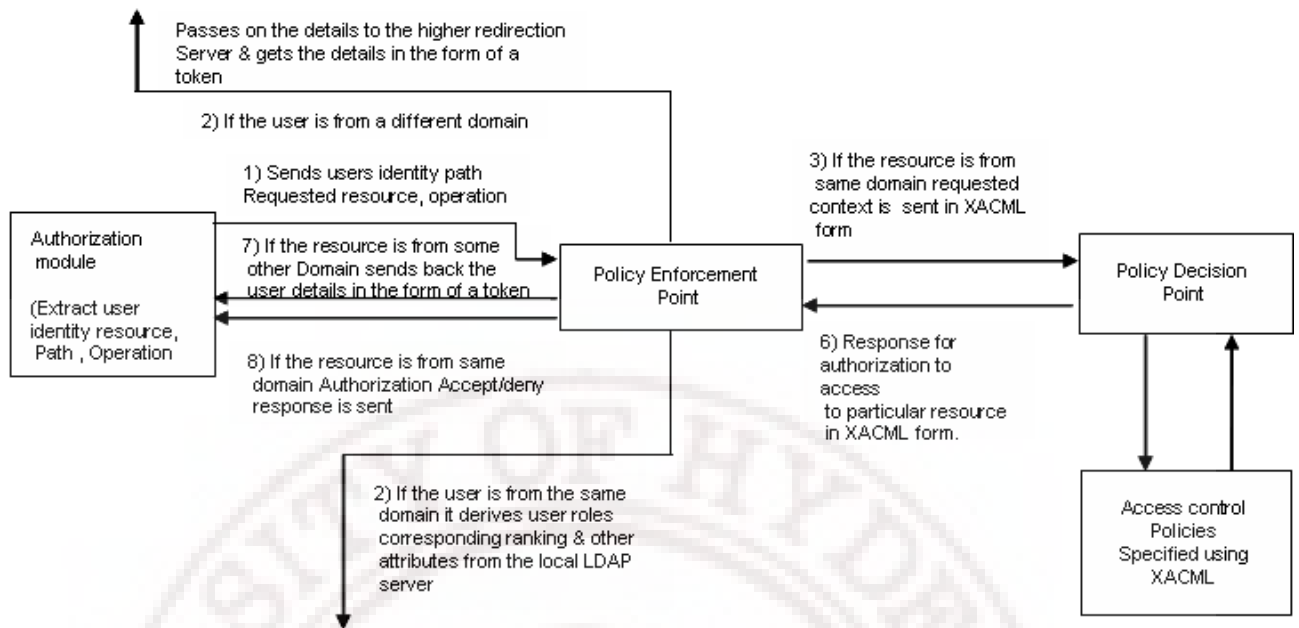 Passes on the details to the higher redirection
Server & gets the details in the form of a
token
2) If the user is from a different domain
1) Sends users identity path
Requested resource, operation
3) If the resource is from
same domain requested
context is sent in XACML
form
Authorization
module
(Extract user
identity resource,
Path , Operation
7) If the resource is from some
other Domain sends back the
user details in the form of a token
Policy Enforcement
Point
Policy Decision
Point
8) If the resource is from same
domain Authorization Accept/deny
response is sent
6) Response for
authorization to
access
to particular resource
in XACML form.
2) If the user is from the same
domain it derives user roles
corresponding ranking & other
attributes from the local LDAP
server
Access control
Policies
Specified using
XACML
SITY OF HYDE